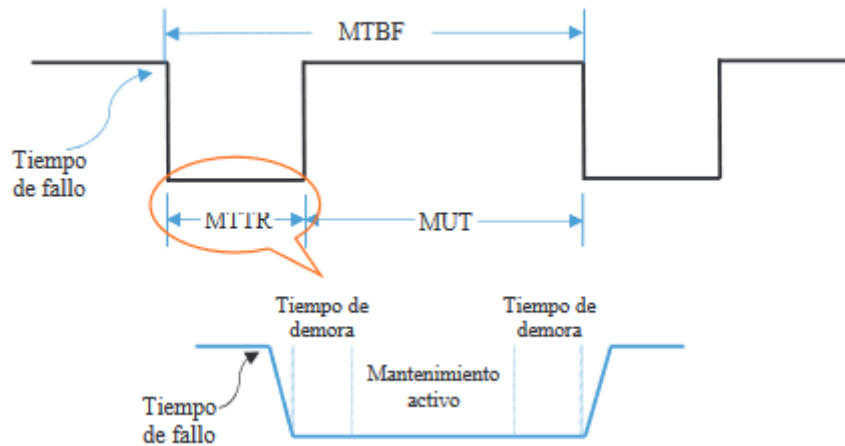 MTBF
Tiempo
de fallo
MTTR
MUT
Tiempo de
demora
Tiempo de
demora
Mantenimiento
activo
Tiempo
de fallo